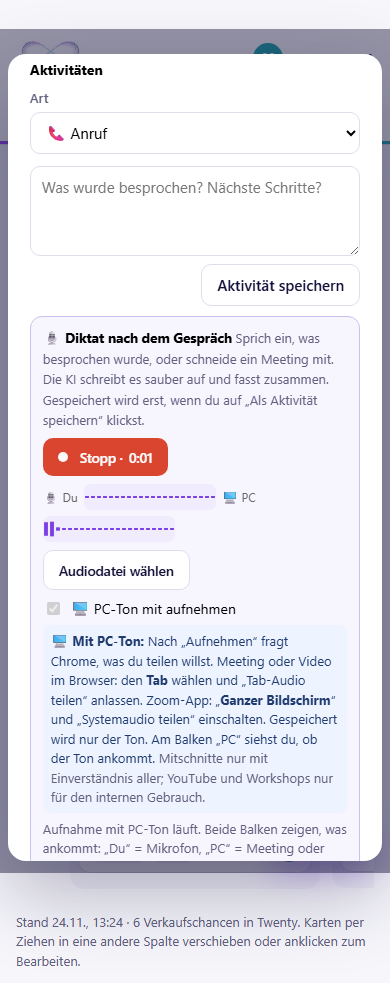 Aktivitäten
Art
Anruf
Was wurde besprochen? Nächste Schritte?
Aktivität speichern
Diktat nach dem Gespräch Sprich ein, was
besprochen wurde, oder schneide ein Meeting mit.
Die KI schreibt es sauber auf und fasst zusammen.
Gespeichert wird erst, wenn du auf „Als Aktivität
speichern“ klickst.
Stopp · 0:01
Du
PC
Audiodatei wählen
PC-Ton mit aufnehmen
Mit PC-Ton: Nach „Aufnehmen“ fragt
Chrome, was du teilen willst. Meeting oder Video
im Browser: den Tab wählen und „Tab-Audio
teilen“ anlassen. Zoom-App: „Ganzer Bildschirm“
und „Systemaudio teilen“ einschalten. Gespeichert
wird nur der Ton. Am Balken „PC“ siehst du, ob
der Ton ankommt. Mitschnitte nur mit
Einverständnis aller; YouTube und Workshops nur
für den internen Gebrauch.
Aufnahme mit PC-Ton läuft. Beide Balken zeigen, was
ankommt: „Du“ = Mikrofon, „PC“ = Meeting oder
Stand 24.11., 13:24 · 6 Verkaufschancen in Twenty. Karten per
Ziehen in eine andere Spalte verschieben oder anklicken zum
Bearbeiten.